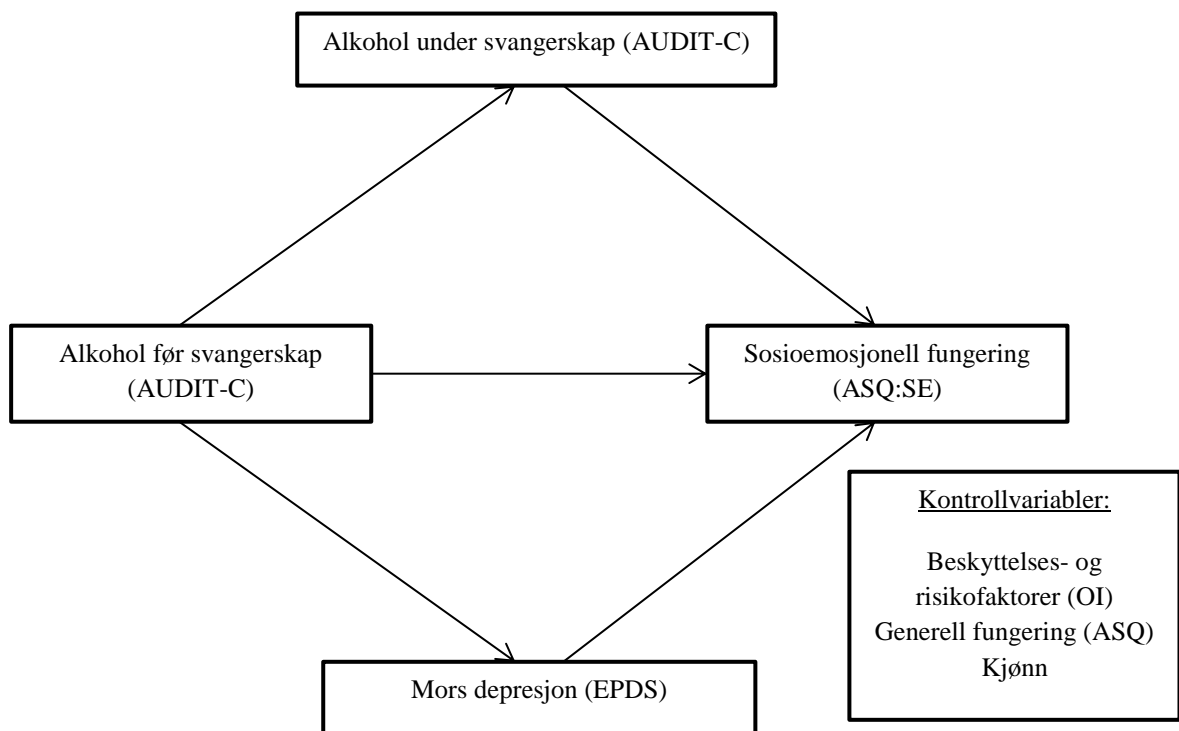 Alkohol under svangerskap (AUDIT-C)
Alkohol før svangerskap
(AUDIT-C)
Sosioemosjonell fungering
(ASQ:SE)
Kontrollvariabler:
Beskyttelses- og
risikofaktorer (OI)
Generell fungering (ASQ)
Kjønn
Mors depresjon (EPDS)